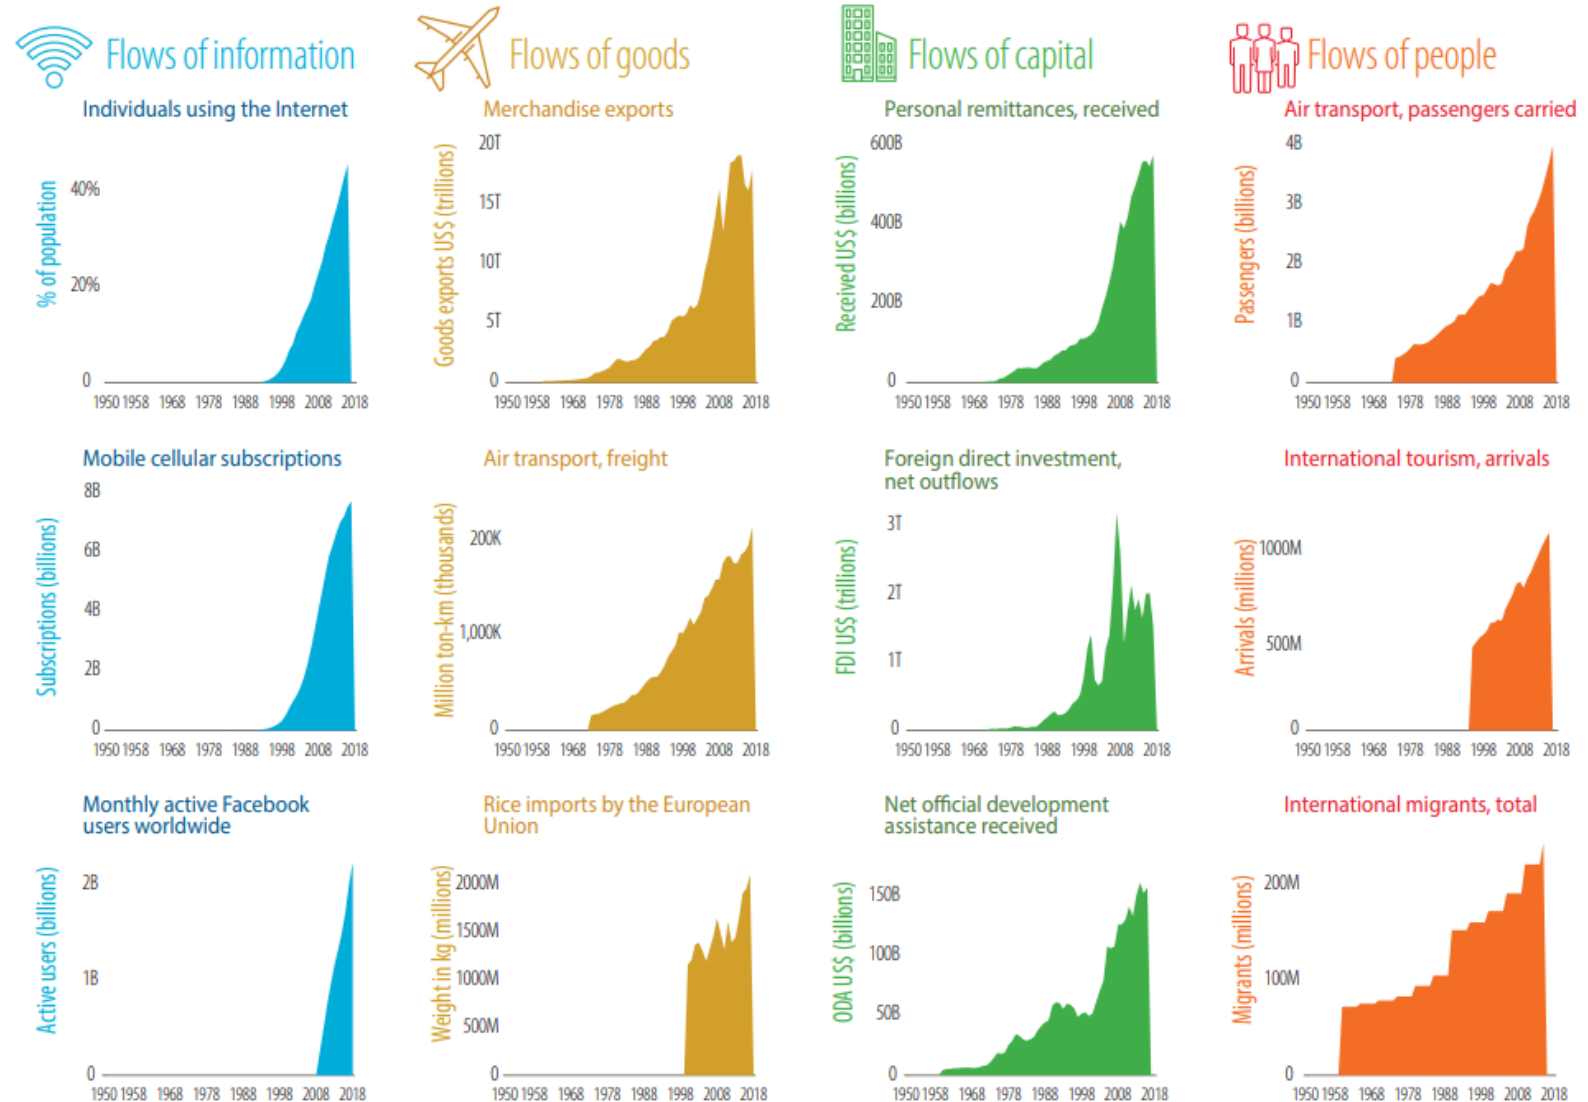 Flows of information
Flows of goods
Flows of capital
Flows of people
Individuals using the Internet
% of population
40%
20%
0
1950 1958 1968 1978 1988 1998 2008 2018
Merchandise exports
Goods exports US$ (trillions)
20T
15T
10T
5T
0
1950 1958 1968 1978 1988 1998 2008 2018
Personal remittances, received
Received US$ (billions)
600B
400B
200B
0
1950 1958 1968 1978 1988 1998 2008 2018
Air transport, passengers carried
Passengers (billions)
4B
3B
2B
1B
0
1950 1958 1968 1978 1988 1998 2008 2018
Mobile cellular subscriptions
Subscriptions (billions)
8B
6B
4B
2B
0
1950 1958 1968 1978 1988 1998 2008 2018
Air transport, freight
Million ton-km (thousands)
200K
1,000K
0
1950 1958 1968 1978 1988 1998 2008 2018
Foreign direct investment,
net outflows
FDI US$ (trillions)
3T
2T
1T
0
1950 1958 1968 1978 1988 1998 2008 2018
International tourism, arrivals
Arrivals (millions)
1000M
500M
0
1950 1958 1968 1978 1988 1998 2008 2018
Monthly active Facebook
users worldwide
Active users (billions)
2B
1B
0
1950 1958 1968 1978 1988 1998 2008 2018
Rice imports by the European
Union
Weight in kg (millions)
2000M
1500M
1000M
500M
0
1950 1958 1968 1978 1988 1998 2008 2018
Net official development
assistance received
ODA US$ (billions)
150B
100B
50B
0
1950 1958 1968 1978 1988 1998 2008 2018
International migrants, total
Migrants (millions)
200M
100M
0
1950 1958 1968 1978 1988 1998 2008 2018